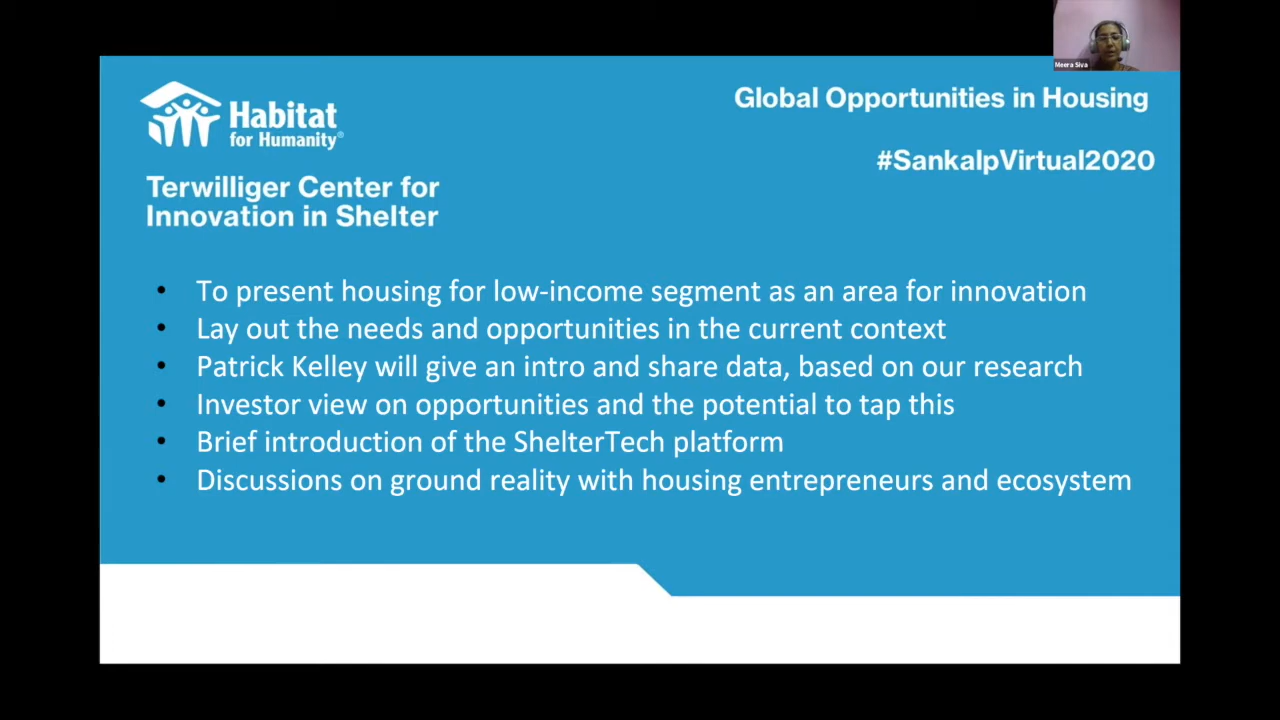 Meera Siva
Habitat
for Humanity®
Terwilliger Center for
Innovation in Shelter
Global Opportunities in Housing
#SankalpVirtual2020
• To present housing for low-income segment as an area for innovation
• Lay out the needs and opportunities in the current context
• Patrick Kelley will give an intro and share data, based on our research
• Investor view on opportunities and the potential to tap this
• Brief introduction of the ShelterTech platform
• Discussions on ground reality with housing entrepreneurs and ecosystem